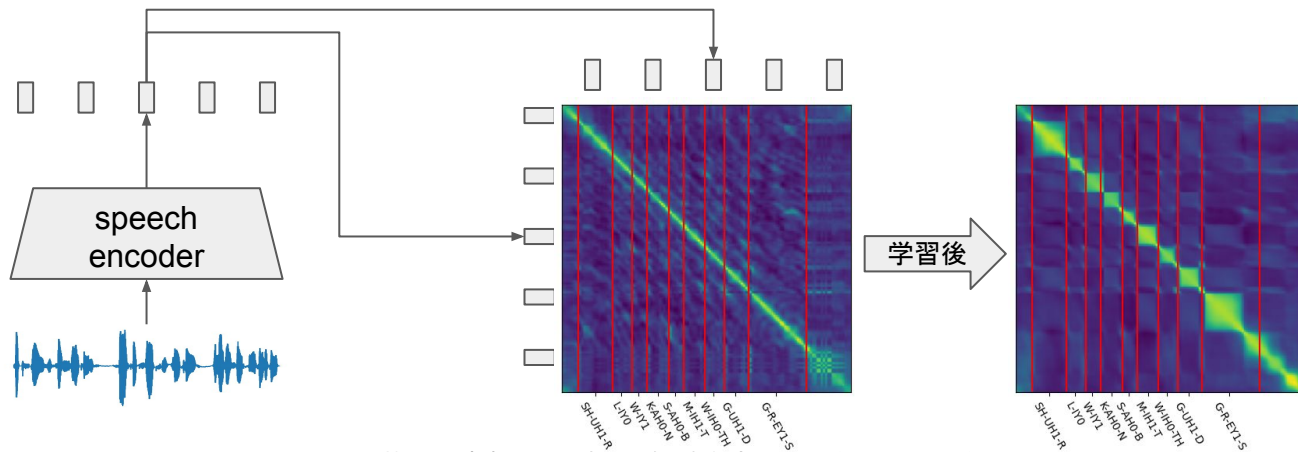 speech
encoder
学習後
SH-UH1-R
L-IY0
W-IY1
K-AH0-N
S-AH0-B
M-IH1-T
W-IH0-TH
G-UH1-D
G-R-EY1-S
SH-UH1-R
L-IY0
W-IY1
K-AH0-N
S-AH0-B
M-IH1-T
W-IH0-TH
G-UH1-D
G-R-EY1-S